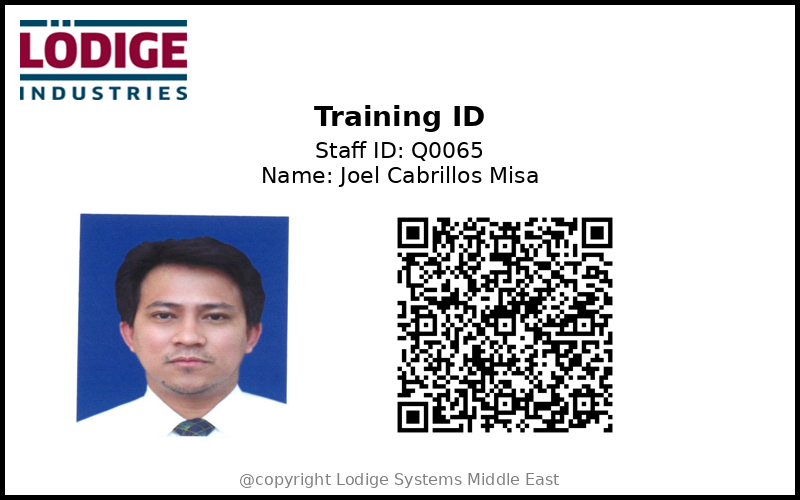 LÖDIGE
INDUSTRIES
Training ID
Staff ID: Q0065
Name: Joel Cabrillos Misa
@copyright Lodige Systems Middle East